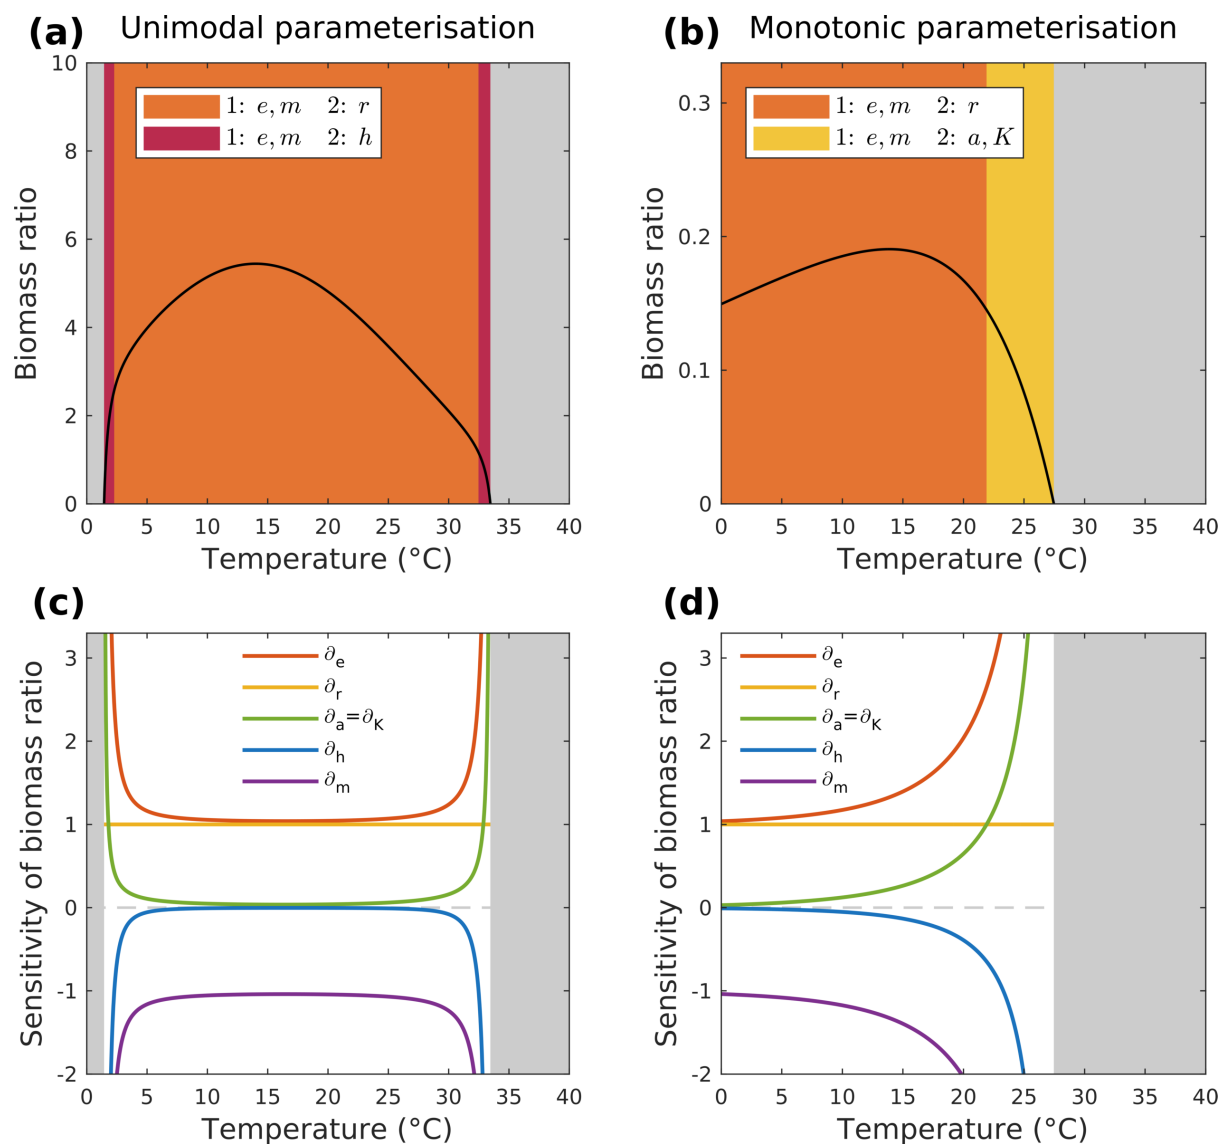 (a) Unimodal parameterisation
10
8
6
4
2
0
Biomass ratio
1: e, m 2: r
1: e, m 2: h
0 5 10 15 20 25 30 35 40
Temperature (°C)
(b) Monotonic parameterisation
0.3
0.2
0.1
0
Biomass ratio
1: e, m 2: r
1: e, m 2: a, K
0 5 10 15 20 25 30 35 40
Temperature (°C)
(c)
3
2
1
0
-1
-2
Sensitivity of biomass ratio
∂e
∂r
∂a=∂K
∂h
∂m
0 5 10 15 20 25 30 35 40
Temperature (°C)
(d)
3
2
1
0
-1
-2
Sensitivity of biomass ratio
∂e
∂r
∂a=∂K
∂h
∂m
0 5 10 15 20 25 30 35 40
Temperature (°C)